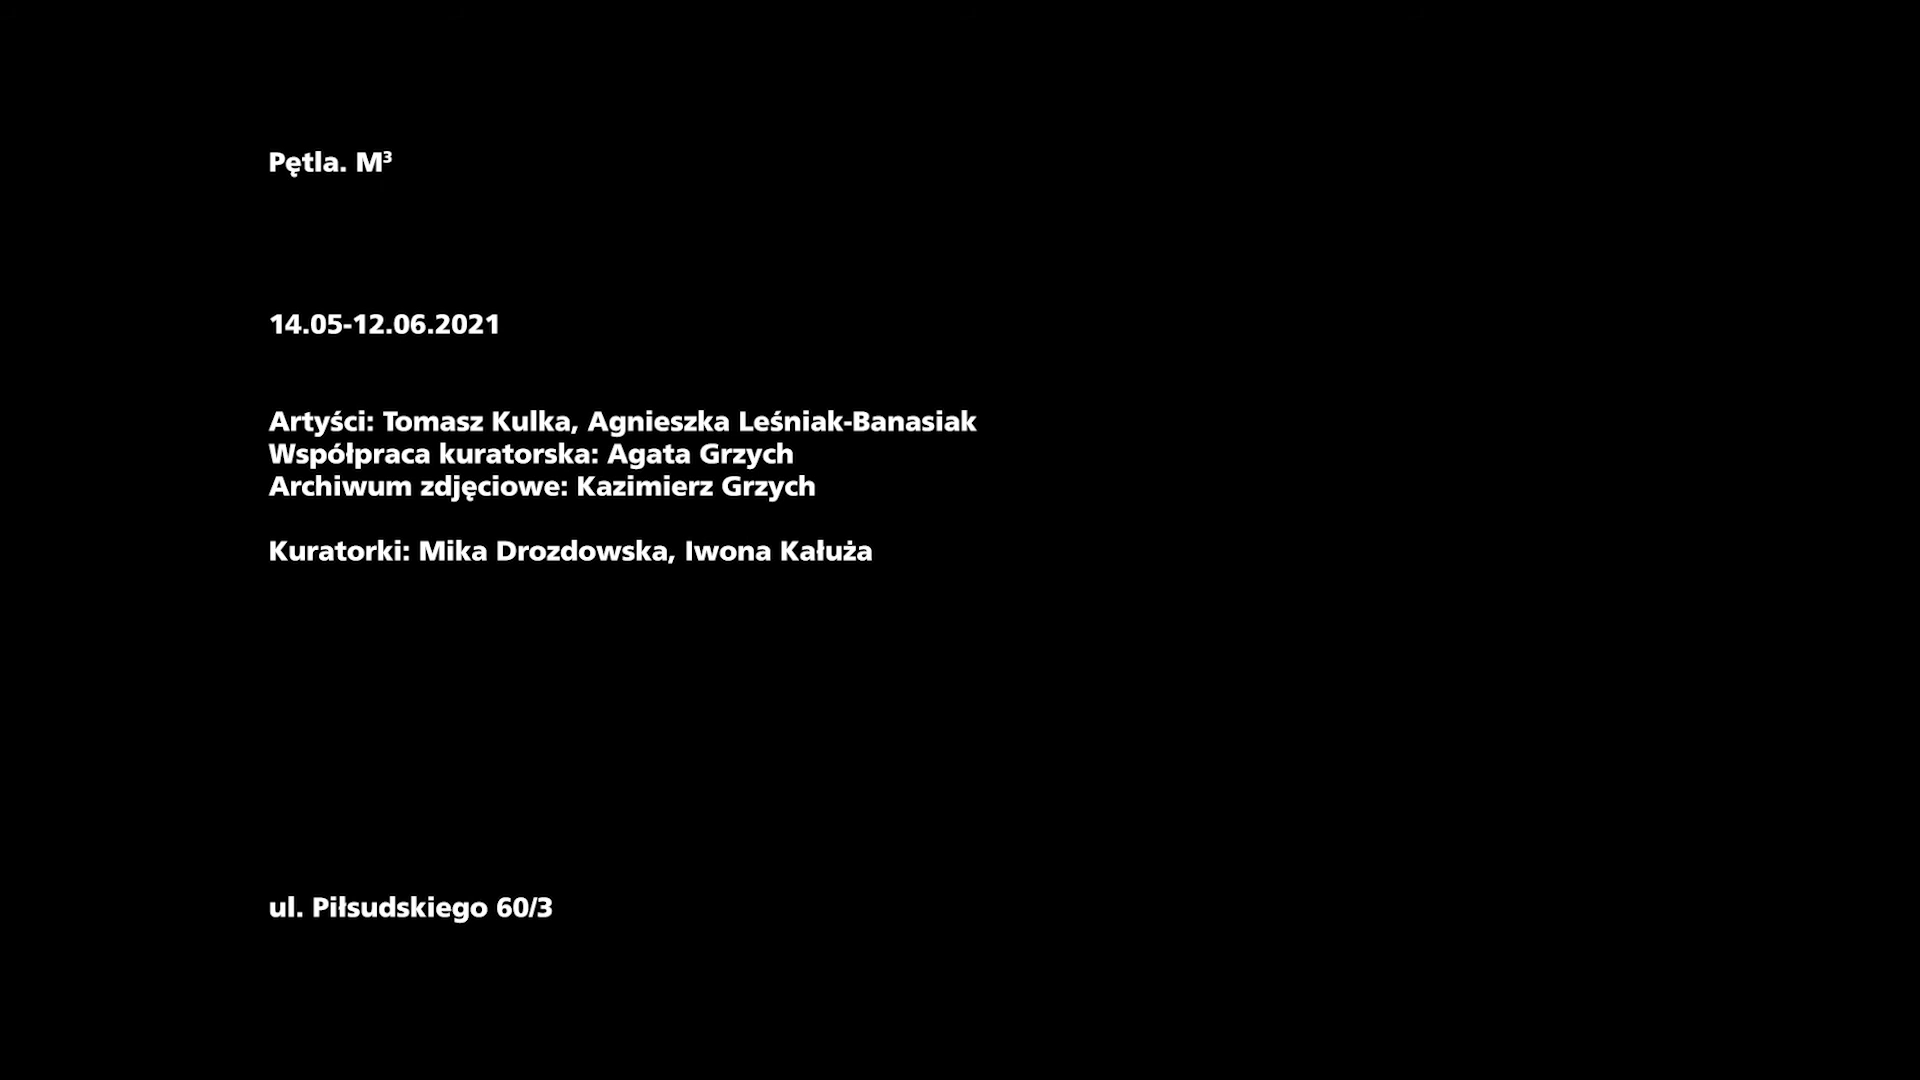 Pętla. M³
14.05-12.06.2021
Artyści: Tomasz Kulka, Agnieszka Leśniak-Banasiak
Współpraca kuratorska: Agata Grzych
Archiwum zdjęciowe: Kazimierz Grzych
Kuratorki: Mika Drozdowska, Iwona Kałuża
ul. Piłsudskiego 60/3